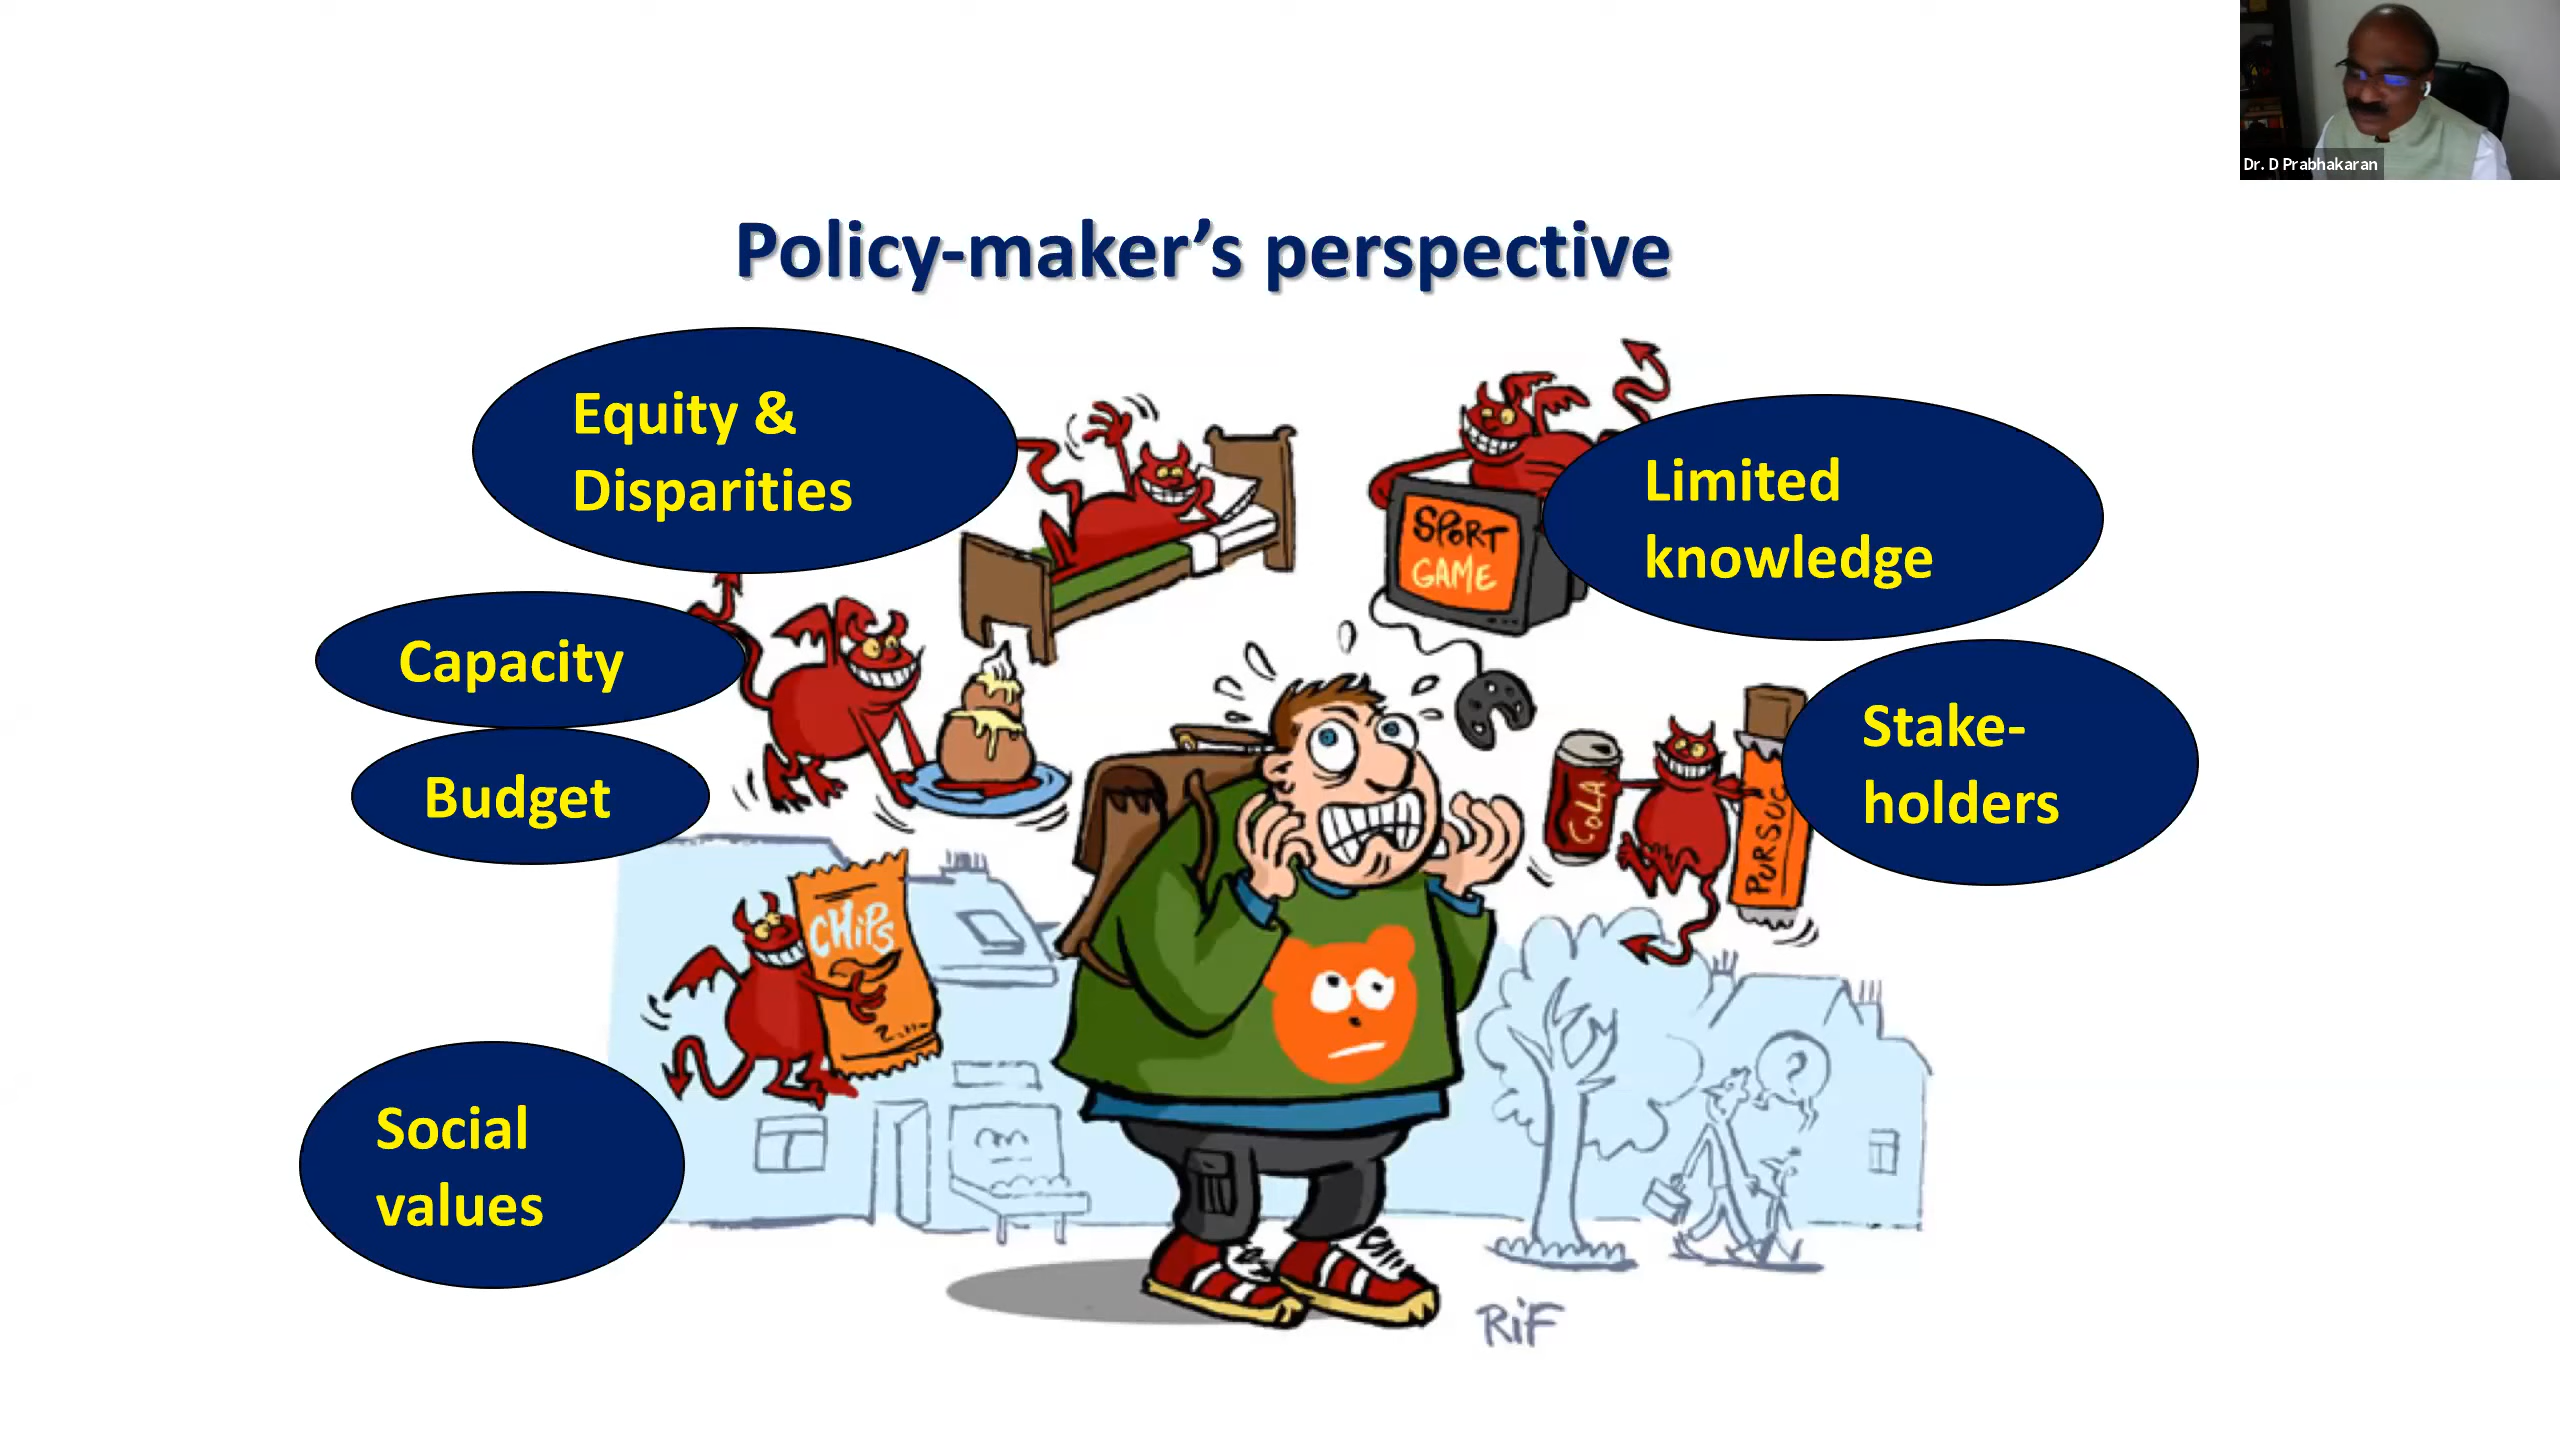 Dr. D Prabhakaran
Policy-maker’s perspective
Equity &
Disparities
Limited
knowledge
SPORT
GAME
Capacity
Stake-
holders
Budget
COLA
PURSUC
CHIPS
Social
values
?
RiF